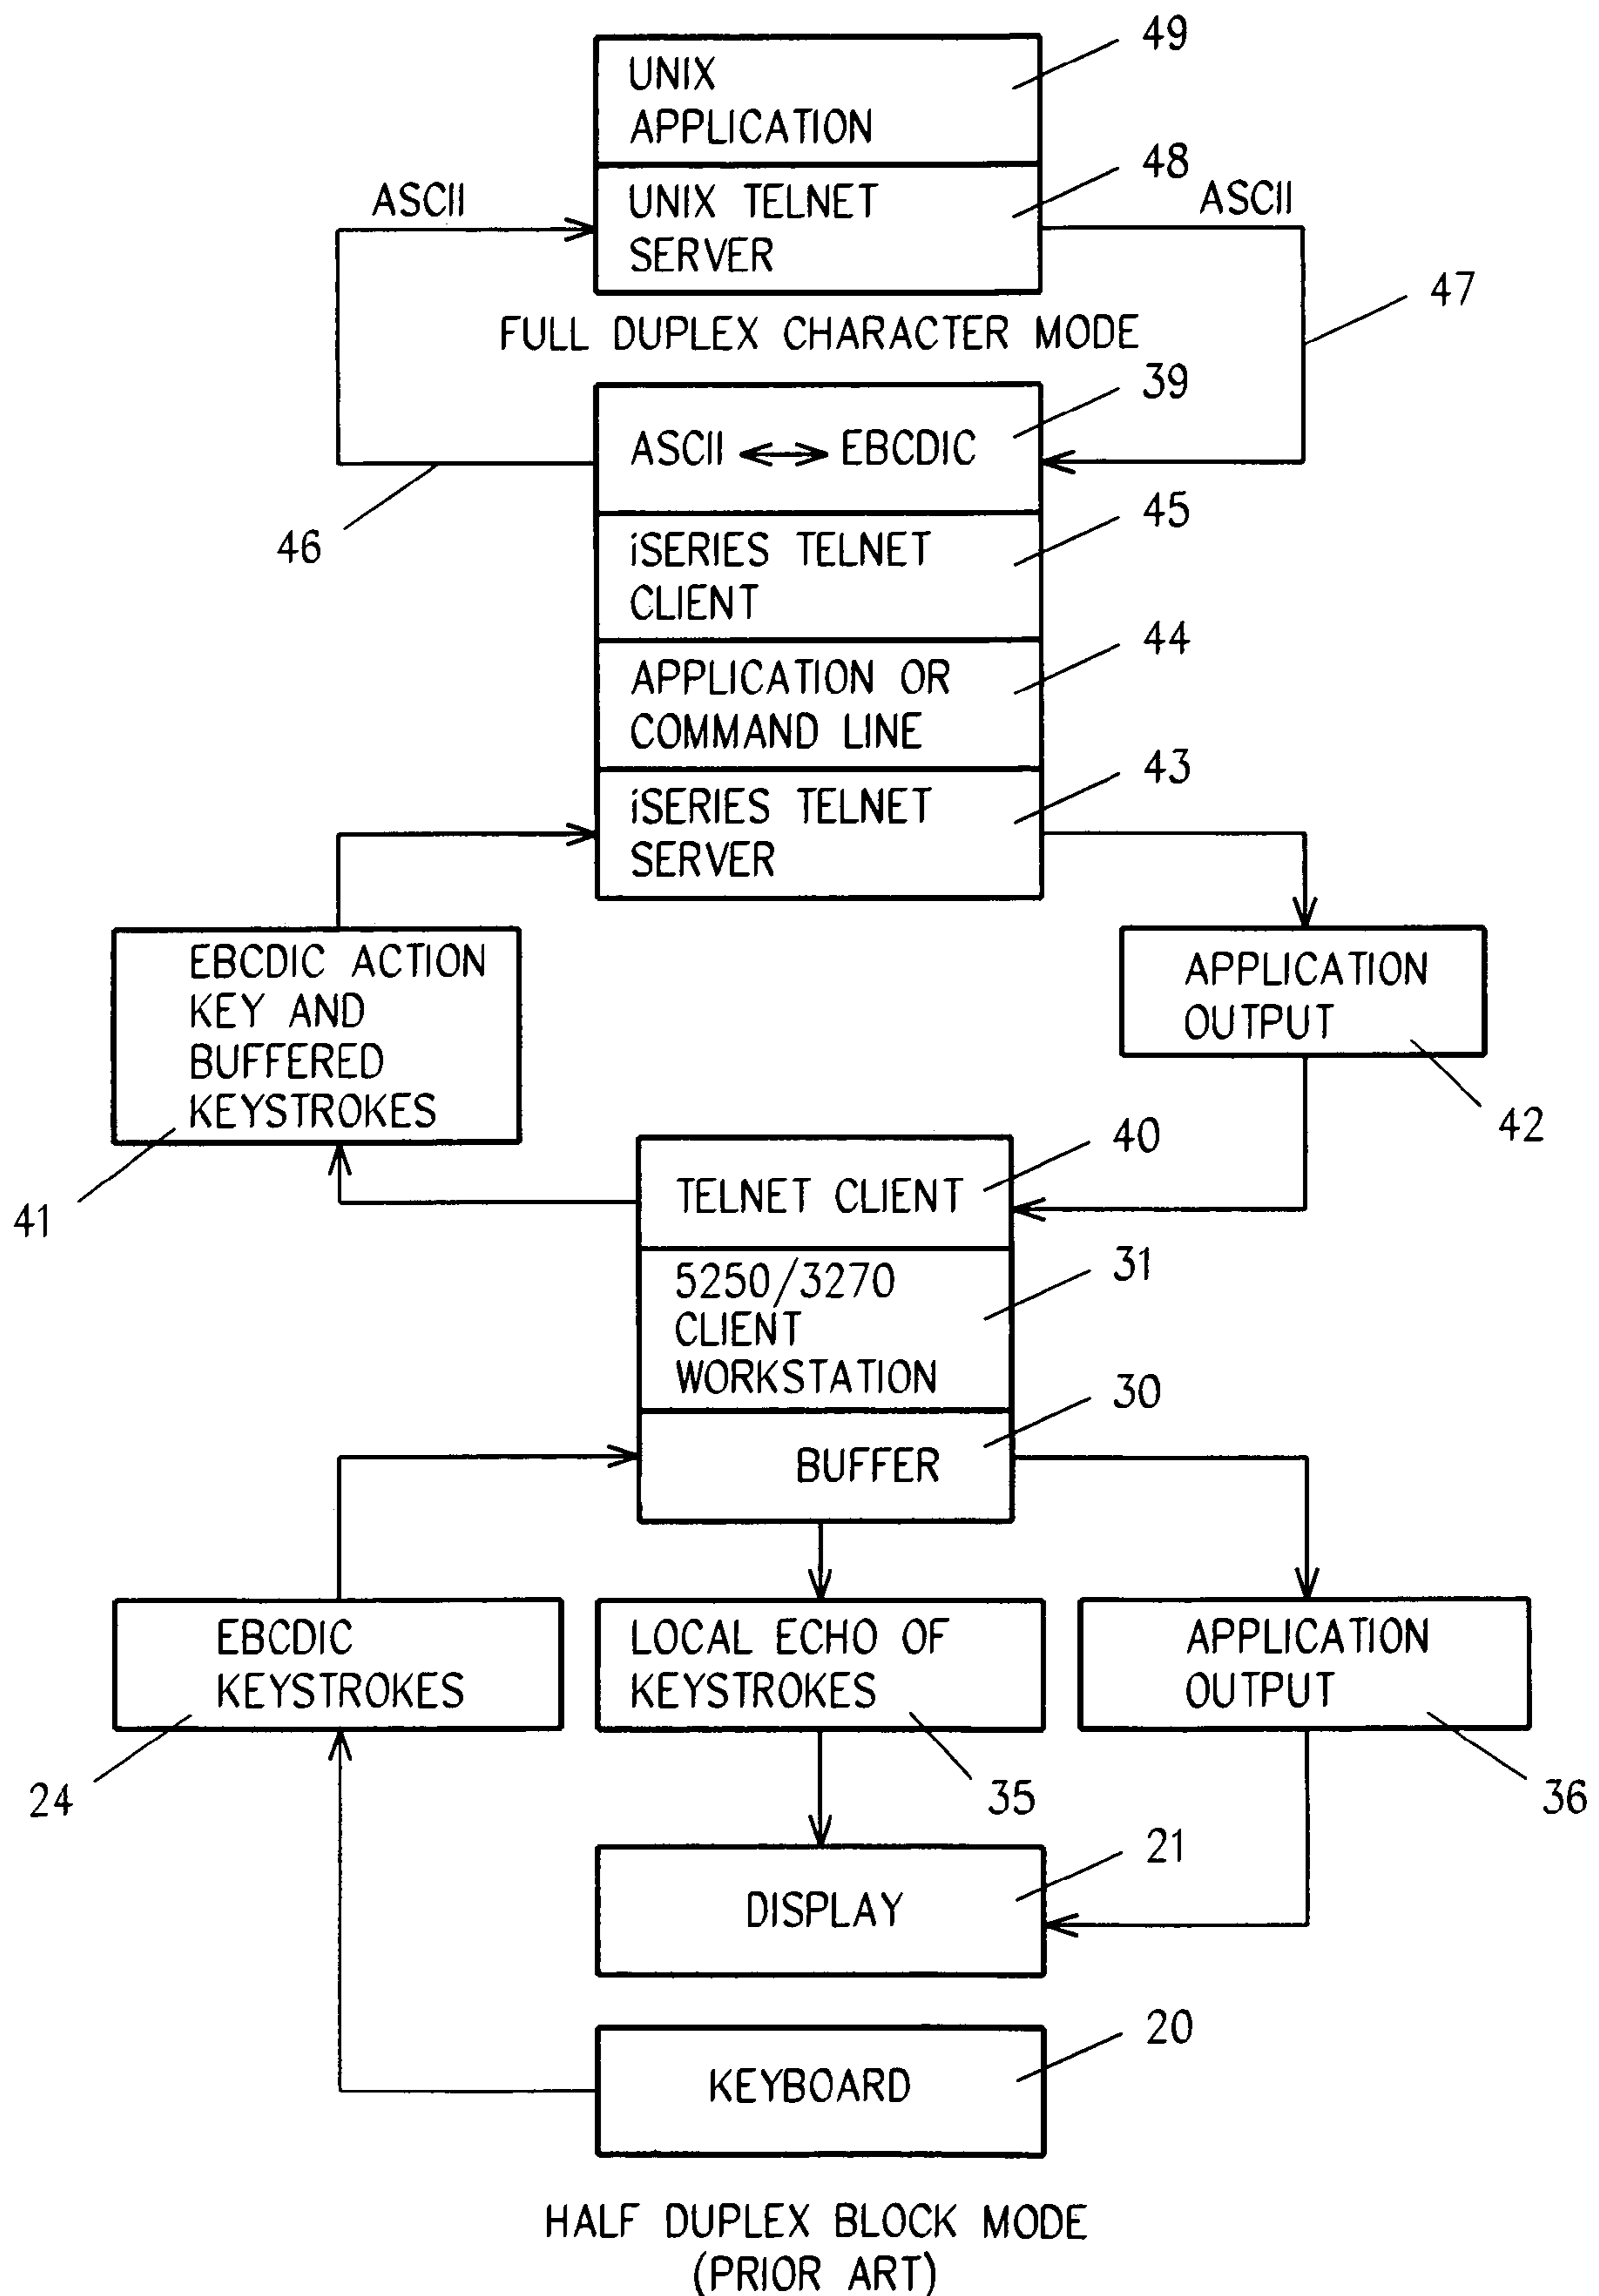 49
UNIX
APPLICATION
48
ASCII
UNIX TELNET
SERVER
ASCII
47
FULL DUPLEX CHARACTER MODE
39
ASCII ↔ EBCDIC
46
45
iSERIES TELNET
CLIENT
44
APPLICATION OR
COMMAND LINE
43
iSERIES TELNET
SERVER
EBCDIC ACTION
KEY AND
BUFFERED
KEYSTROKES
41
APPLICATION
OUTPUT
42
40
TELNET CLIENT
31
5250/3270
CLIENT
WORKSTATION
30
BUFFER
EBCDIC
KEYSTROKES
24
LOCAL ECHO OF
KEYSTROKES
35
APPLICATION
OUTPUT
36
21
DISPLAY
20
KEYBOARD
HALF DUPLEX BLOCK MODE
(PRIOR ART)